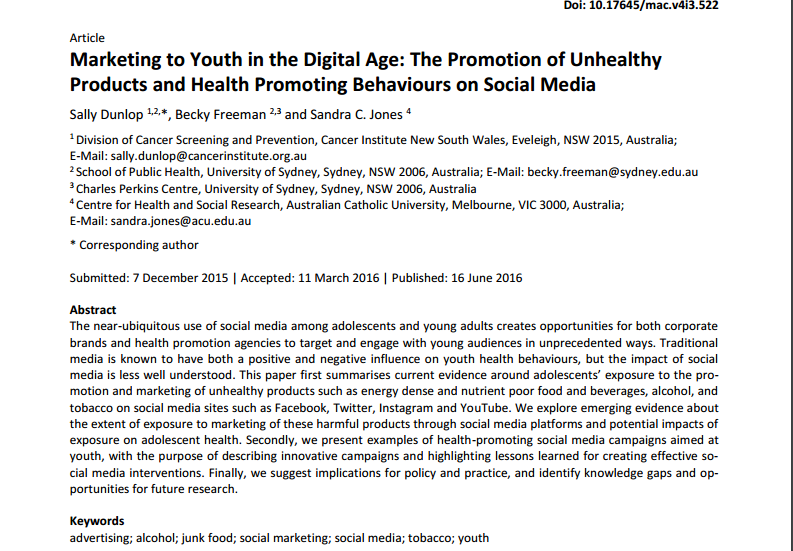 Doi: 10.17645/mac.v4i3.522
Article
Marketing to Youth in the Digital Age: The Promotion of Unhealthy
Products and Health Promoting Behaviours on Social Media
Sally Dunlop 1,2,*, Becky Freeman 2,3 and Sandra C. Jones 4
1 Division of Cancer Screening and Prevention, Cancer Institute New South Wales, Eveleigh, NSW 2015, Australia;
E-Mail: sally.dunlop@cancerinstitute.org.au
2 School of Public Health, University of Sydney, Sydney, NSW 2006, Australia; E-Mail: becky.freeman@sydney.edu.au
3 Charles Perkins Centre, University of Sydney, Sydney, NSW 2006, Australia
4 Centre for Health and Social Research, Australian Catholic University, Melbourne, VIC 3000, Australia;
E-Mail: sandra.jones@acu.edu.au
* Corresponding author
Submitted: 7 December 2015 | Accepted: 11 March 2016 | Published: 16 June 2016
Abstract
The near-ubiquitous use of social media among adolescents and young adults creates opportunities for both corporate
brands and health promotion agencies to target and engage with young audiences in unprecedented ways. Traditional
media is known to have both a positive and negative influence on youth health behaviours, but the impact of social
media is less well understood. This paper first summarises current evidence around adolescents’ exposure to the pro-
motion and marketing of unhealthy products such as energy dense and nutrient poor food and beverages, alcohol, and
tobacco on social media sites such as Facebook, Twitter, Instagram and YouTube. We explore emerging evidence about
the extent of exposure to marketing of these harmful products through social media platforms and potential impacts of
exposure on adolescent health. Secondly, we present examples of health-promoting social media campaigns aimed at
youth, with the purpose of describing innovative campaigns and highlighting lessons learned for creating effective so-
cial media interventions. Finally, we suggest implications for policy and practice, and identify knowledge gaps and op-
portunities for future research.
Keywords
advertising; alcohol; junk food; social marketing; social media; tobacco; youth